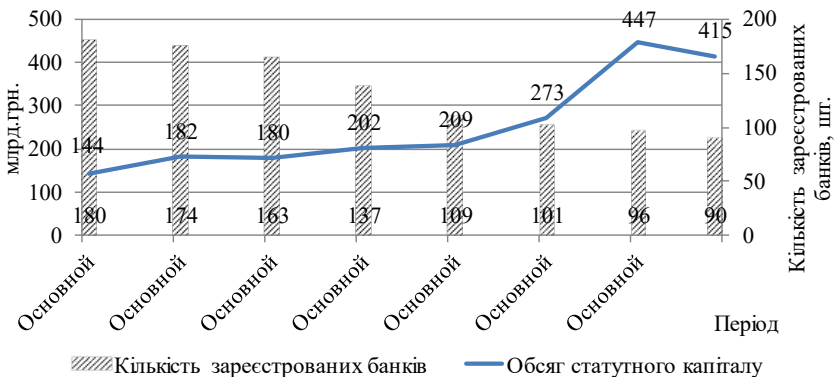 500
400
300
200
100
0
млрд.грн.
144
182
180
202
209
273
447
415
180
174
163
137
109
101
96
90
200
150
100
50
0
Кількість зареєстрованих
банків, шт.
Основной
Основной
Основной
Основной
Основной
Основной
Основной
Період
Кількість зареєстрованих банків
Обсяг статутного капіталу